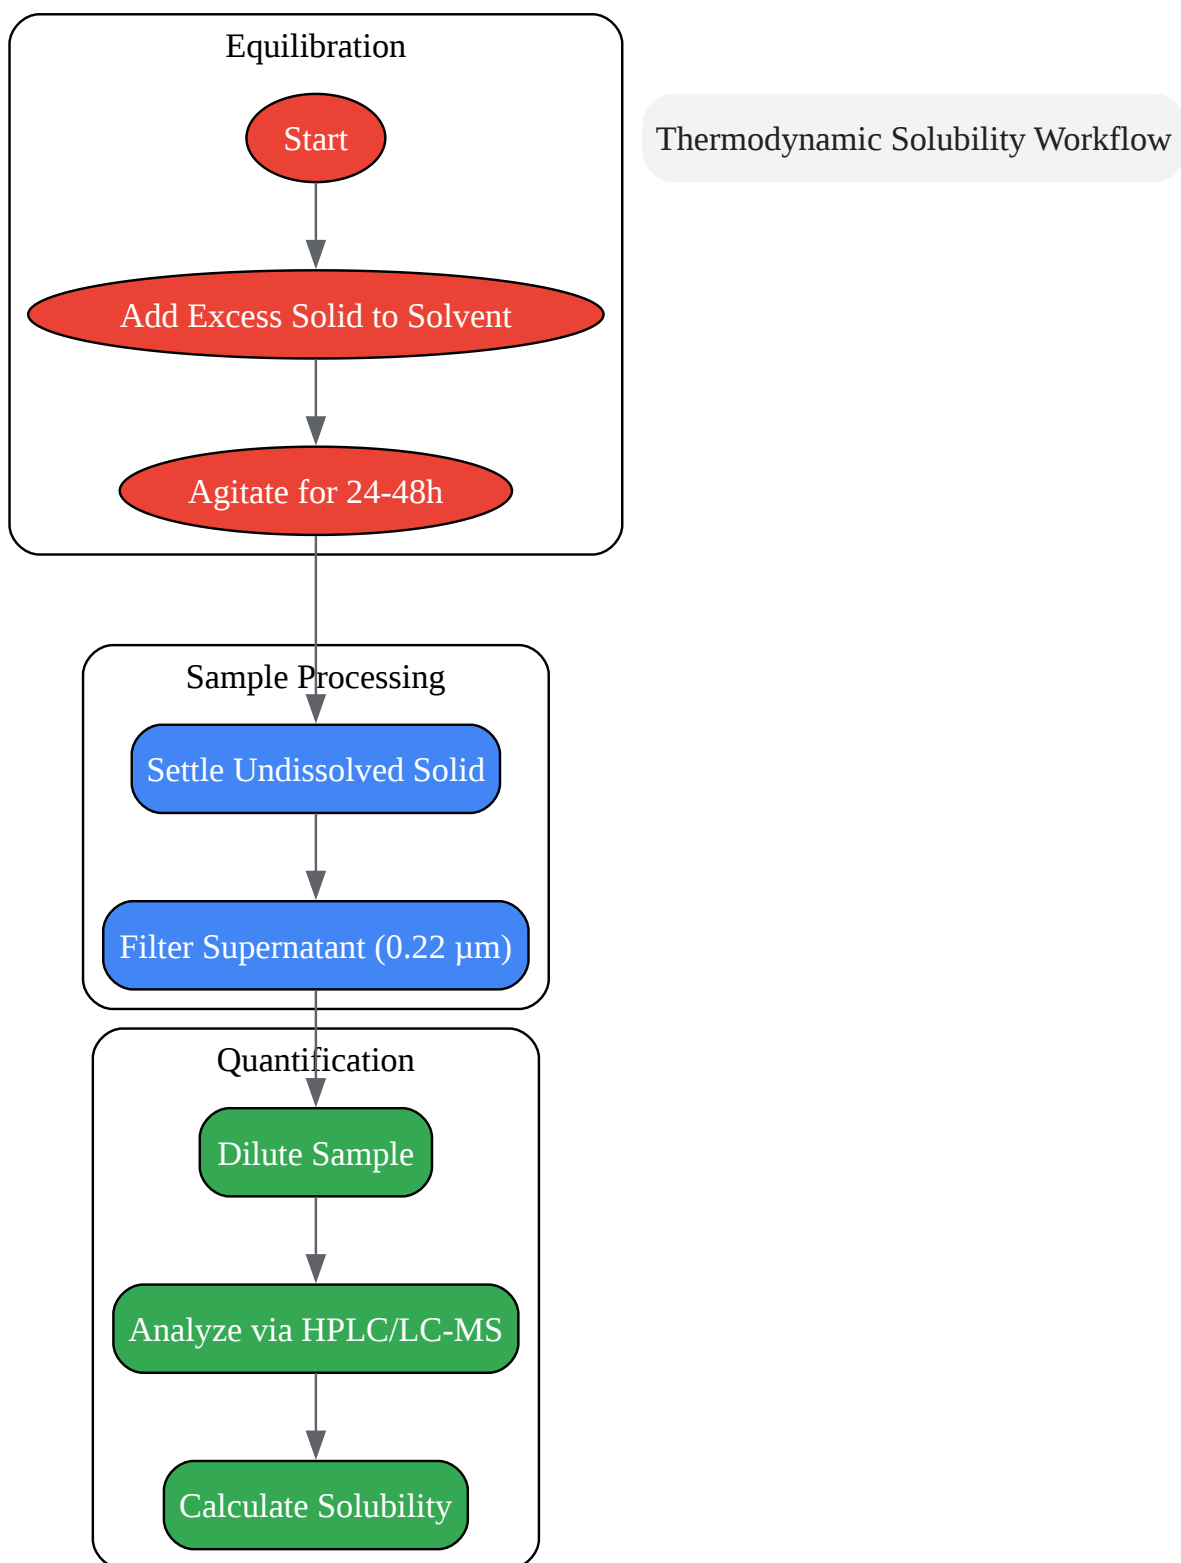 Equilibration
Start
Thermodynamic Solubility Workflow
Add Excess Solid to Solvent
Agitate for 24-48h
Sample Processing
Settle Undissolved Solid
Filter Supernatant (0.22 µm)
Quantification
Dilute Sample
Analyze via HPLC/LC-MS
Calculate Solubility